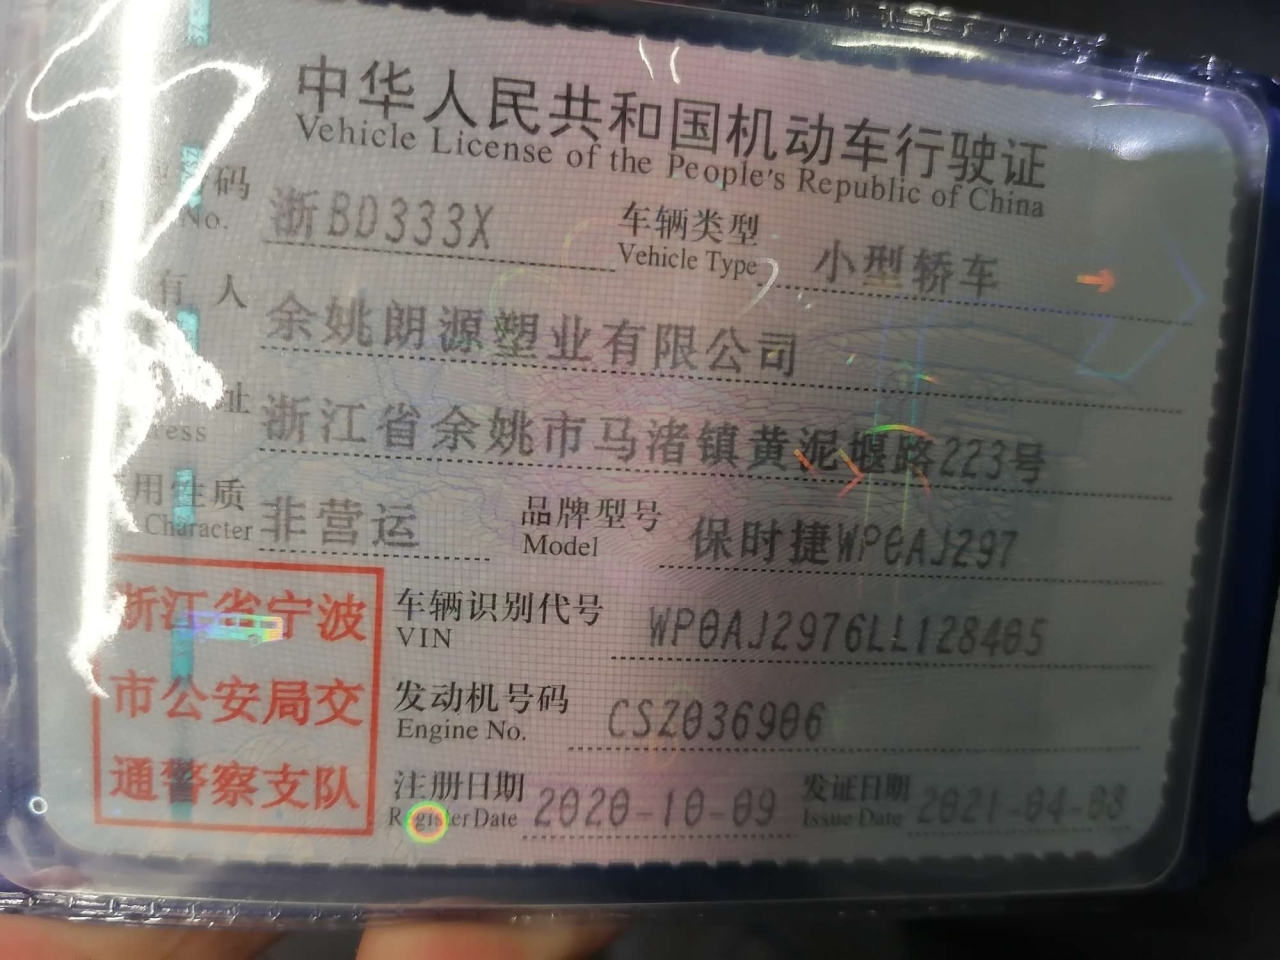 中华人民共和国机动车行驶证
Vehicle License of the People's Republic of China
号码 浙BD333X 车辆类型 小型轿车
No. Vehicle Type
有人 余姚朗源塑业有限公司
址 浙江省余姚市马渚镇黄泥堰路223号
ress
用性质 非营运 品牌型号 保时捷WP0AJ297
Character Model
浙江省宁波
市公安局交
通警察支队
车辆识别代号 WP0AJ2976LL128405
VIN
发动机号码 CSZ036906
Engine No.
注册日期 2020-10-09 发证日期 2021-04-08
Register Date Issue Date